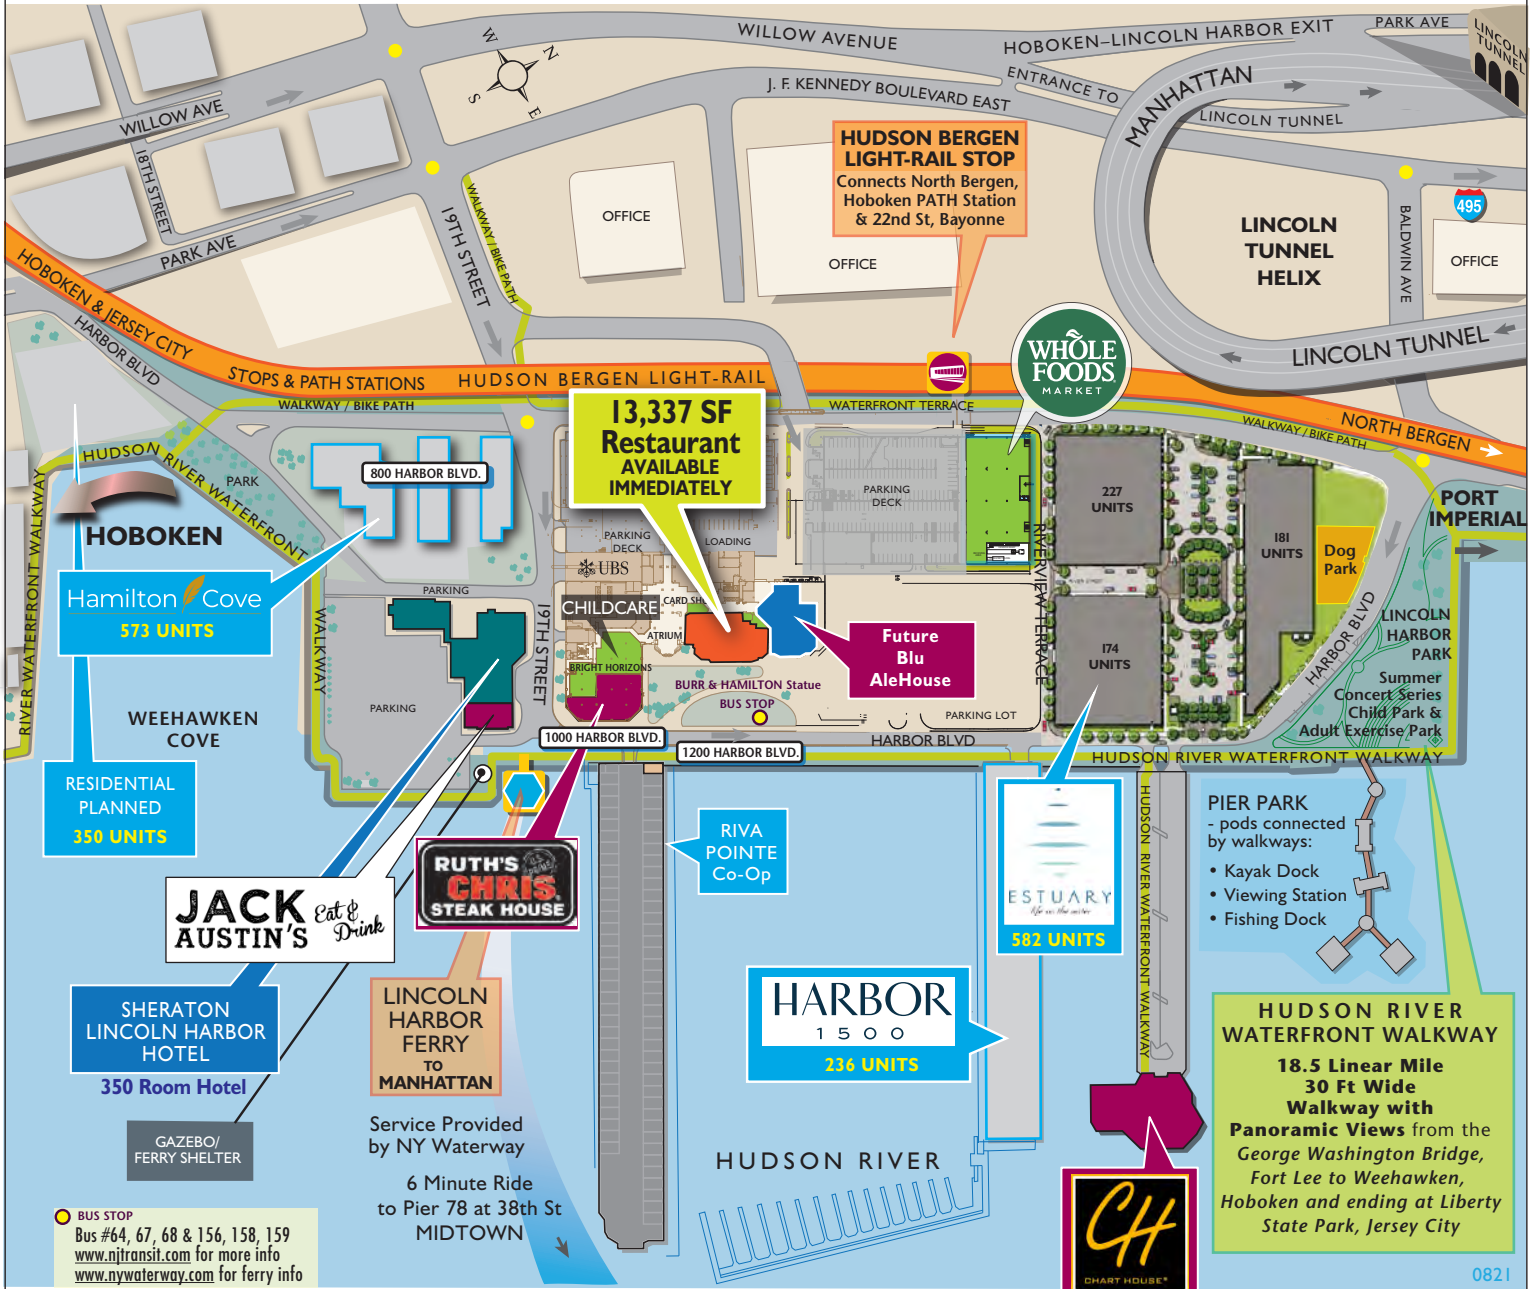 WILLOW AVENUE
HOBOKEN–LINCOLN HARBOR EXIT
PARK AVE
LINCOLN
TUNNEL
W
N
S
E
J. F. KENNEDY BOULEVARD EAST
ENTRANCE TO
LINCOLN TUNNEL
MANHATTAN
WILLOW AVE
18TH STREET
PARK AVE
19TH STREET
WALKWAY / BIKE PATH
OFFICE
OFFICE
HUDSON BERGEN
LIGHT-RAIL STOP
Connects North Bergen,
Hoboken PATH Station
& 22nd St, Bayonne
LINCOLN
TUNNEL
HELIX
BALDWIN AVE
495
OFFICE
LINCOLN TUNNEL
HOBOKEN & JERSEY CITY
STOPS & PATH STATIONS
HUDSON BERGEN LIGHT-RAIL
NORTH BERGEN
HARBOR BLVD
WALKWAY / BIKE PATH
WATERFRONT TERRACE
WALKWAY / BIKE PATH
WHOLE
FOODS
MARKET
13,337 SF
Restaurant
AVAILABLE
IMMEDIATELY
HUDSON RIVER WATERFRONT
WALKWAY
RIVER WATERFRONT WALKWAY
PARK
800 HARBOR BLVD.
HOBOKEN
Hamilton Cove
573 UNITS
PARKING
PARKING
19TH STREET
PARKING
DECK
LOADING
UBS
CHILDCARE
CARD SH
ATRIUM
BRIGHT HORIZONS
PARKING
DECK
RIVERVIEW TERRACE
227
UNITS
174
UNITS
181
UNITS
Dog
Park
PORT
IMPERIAL
HARBOR BLVD
LINCOLN
HARBOR
PARK
Summer
Concert Series
Child Park &
Adult Exercise Park
Future
Blu
AleHouse
BURR & HAMILTON Statue
BUS STOP
PARKING LOT
1000 HARBOR BLVD.
1200 HARBOR BLVD.
HARBOR BLVD
HUDSON RIVER WATERFRONT WALKWAY
WEEHAWKEN
COVE
RESIDENTIAL
PLANNED
350 UNITS
JACK
AUSTIN'S
Eat &
Drink
RUTH'S
CHRIS
STEAK HOUSE
RIVA
POINTE
Co-Op
ESTUARY
582 UNITS
HUDSON RIVER WATERFRONT WALKWAY
PIER PARK
- pods connected
by walkways:
• Kayak Dock
• Viewing Station
• Fishing Dock
SHERATON
LINCOLN HARBOR
HOTEL
350 Room Hotel
LINCOLN
HARBOR
FERRY
TO
MANHATTAN
HARBOR
1500
236 UNITS
HUDSON RIVER
WATERFRONT WALKWAY
18.5 Linear Mile
30 Ft Wide
Walkway with
Panoramic Views from the
George Washington Bridge,
Fort Lee to Weehawken,
Hoboken and ending at Liberty
State Park, Jersey City
GAZEBO/
FERRY SHELTER
Service Provided
by NY Waterway
6 Minute Ride
to Pier 78 at 38th St
MIDTOWN
HUDSON RIVER
CH
CHART HOUSE
BUS STOP
Bus #64, 67, 68 & 156, 158, 159
www.njtransit.com for more info
www.nywaterway.com for ferry info
0821